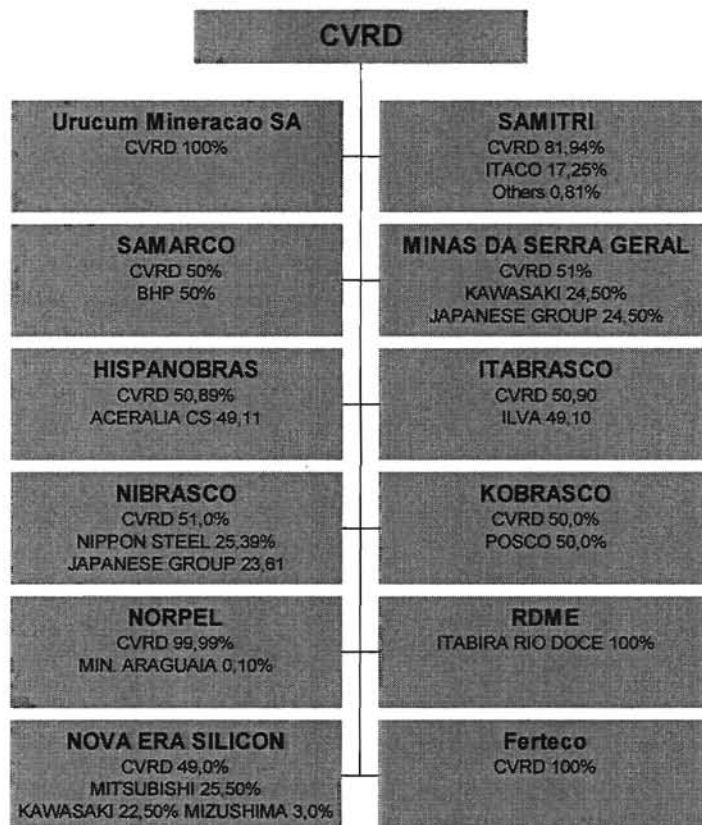 CVRD
Urucum Mineracao SA
CVRD 100%
SAMITRI
CVRD 81,94%
ITACO 17,25%
Others 0,81%
SAMARCO
CVRD 50%
BHP 50%
MINAS DA SERRA GERAL
CVRD 51%
KAWASAKI 24,50%
JAPANESE GROUP 24,50%
HISPANOBRAS
CVRD 50,89%
ACERALIA CS 49,11
ITABRASCO
CVRD 50,90
ILVA 49,10
NIBRASCO
CVRD 51,0%
NIPPON STEEL 25,39%
JAPANESE GROUP 23,61
KOBRASCO
CVRD 50,0%
POSCO 50,0%
NORPEL
CVRD 99,99%
MIN. ARAGUAIA 0,10%
RDME
ITABIRA RIO DOCE 100%
NOVA ERA SILICON
CVRD 49,0%
MITSUBISHI 25,50%
KAWASAKI 22,50% MIZUSHIMA 3,0%
Ferteco
CVRD 100%